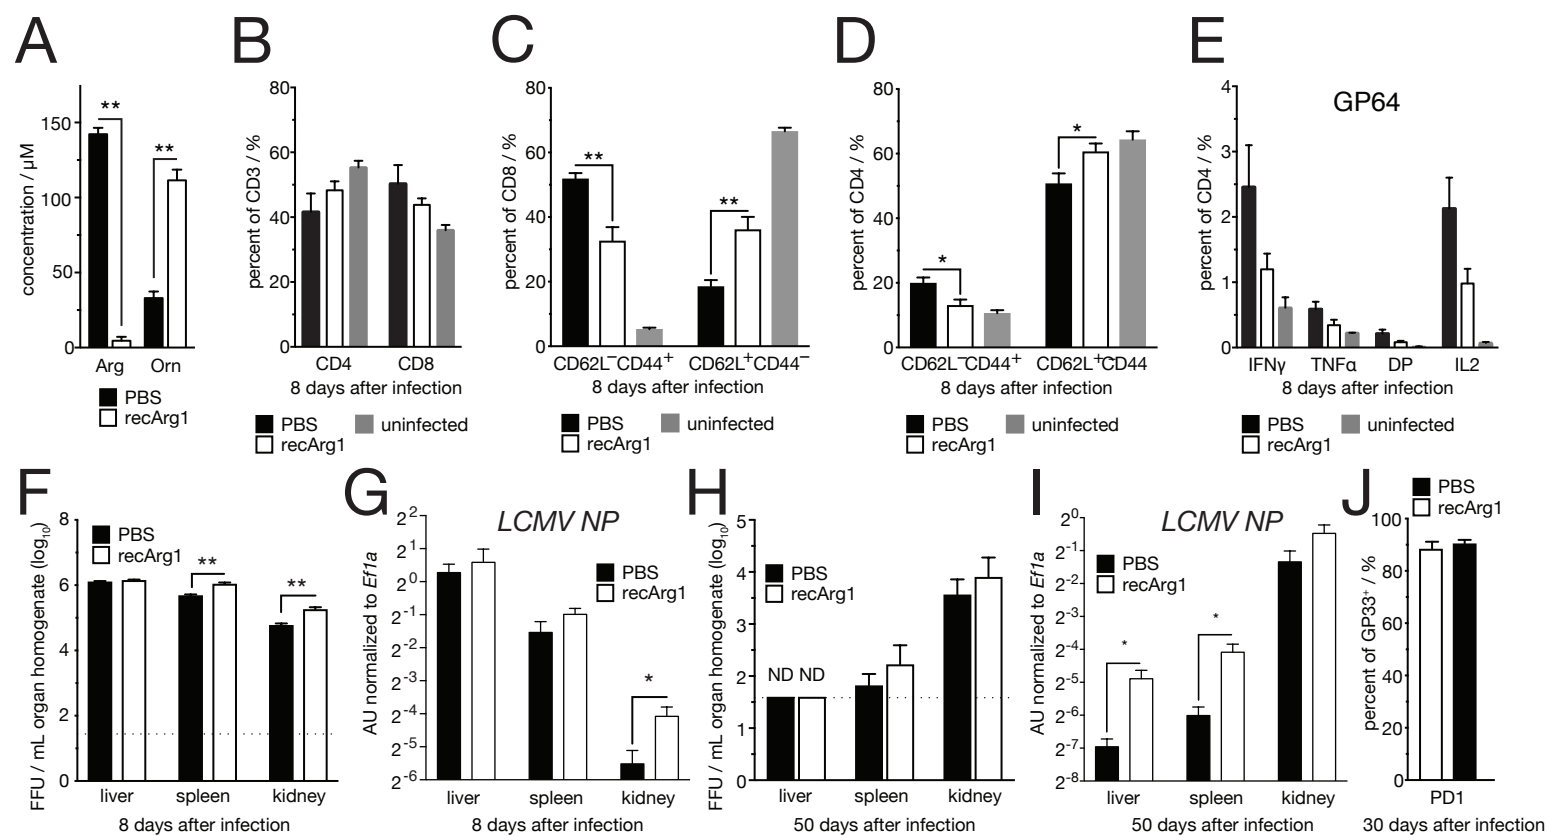 A
concentration / µM
150
100
50
0
** **
Arg Orn
PBS
recArg1
B
percent of CD3 / %
80
60
40
20
0
CD4 CD8
8 days after infection
PBS uninfected
recArg1
C
percent of CD8 / %
80
60
40
20
0
** **
CD62L⁻CD44⁺ CD62L⁺CD44⁻
8 days after infection
PBS uninfected
recArg1
D
percent of CD4 / %
80
60
40
20
0
* *
CD62L⁻CD44⁺ CD62L⁺CD44⁻
8 days after infection
PBS uninfected
recArg1
E
GP64
percent of CD4 / %
4
3
2
1
0
IFNγ TNFα DP IL2
8 days after infection
PBS uninfected
recArg1
F
FFU / mL organ homogenate (log₁₀)
8
6
4
2
0
PBS
recArg1
** **
liver spleen kidney
8 days after infection
G
LCMV NP
AU normalized to Ef1a
2²
2¹
2⁰
2⁻¹
2⁻²
2⁻³
2⁻⁴
2⁻⁵
2⁻⁶
PBS
recArg1
*
liver spleen kidney
8 days after infection
H
FFU / mL organ homogenate (log₁₀)
5
4
3
2
1
0
PBS
recArg1
ND ND
liver spleen kidney
50 days after infection
I
LCMV NP
AU normalized to Ef1a
2⁰
2⁻¹
2⁻²
2⁻³
2⁻⁴
2⁻⁵
2⁻⁶
2⁻⁷
2⁻⁸
PBS
recArg1
* *
liver spleen kidney
50 days after infection
J
PBS
recArg1
percent of GP33⁺ / %
100
80
60
40
20
0
PD1
30 days after infection